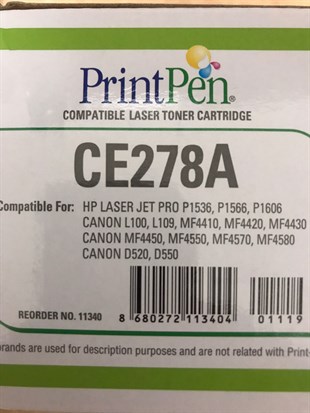 PrintPen®
COMPATIBLE LASER TONER CARTRIDGE
CE278A
Compatible For: HP LASER JET PRO P1536, P1566, P1606
CANON L100, L109, MF4410, MF4420, MF4430
CANON MF4450, MF4550, MF4570, MF4580
CANON D520, D550
REORDER NO. 11340
8 680272 113404 01119
brands are used for description purposes and are not related with Print-